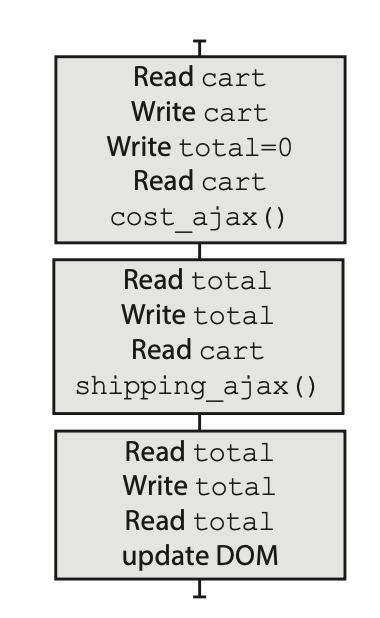 Read cart
Write cart
Write total=0
Read cart
cost_ajax()
Read total
Write total
Read cart
shipping_ajax()
Read total
Write total
Read total
update DOM